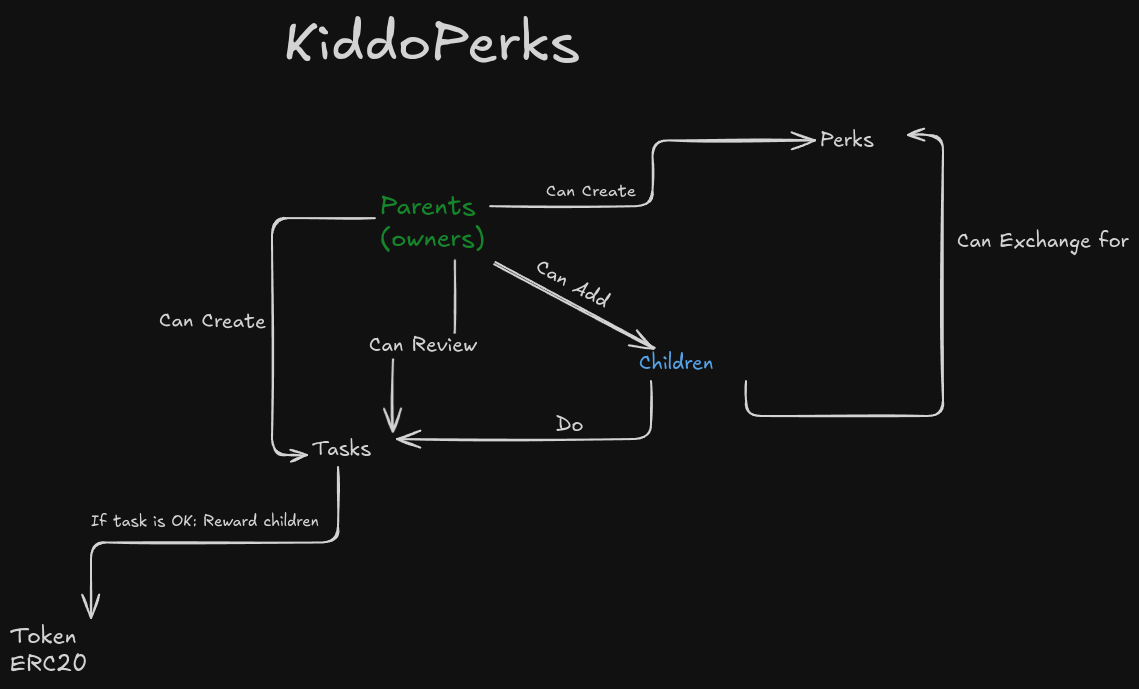 KiddoPerks
Perks
Can Create
Parents
(owners)
Can Exchange for
Can Add
Can Create
Can Review
Children
Do
Tasks
If task is OK: Reward children
Token
ERC20